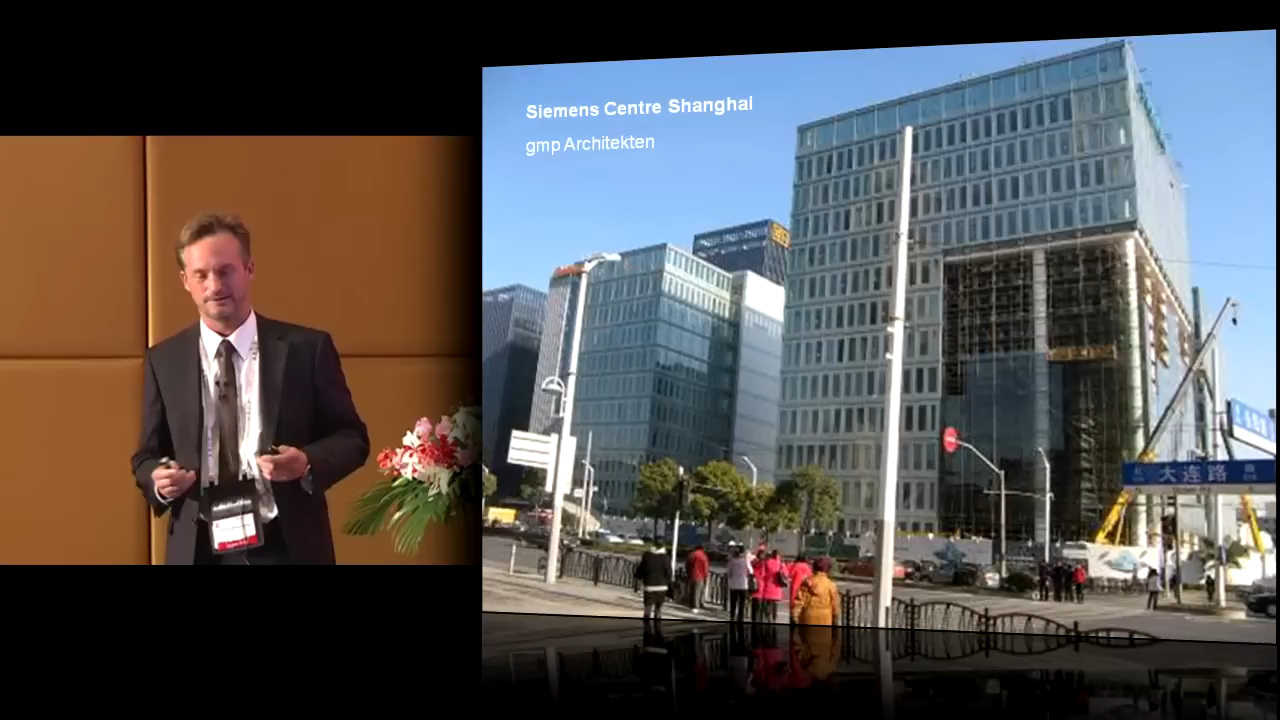 Siemens Centre Shanghai
gmp Architekten
大连路